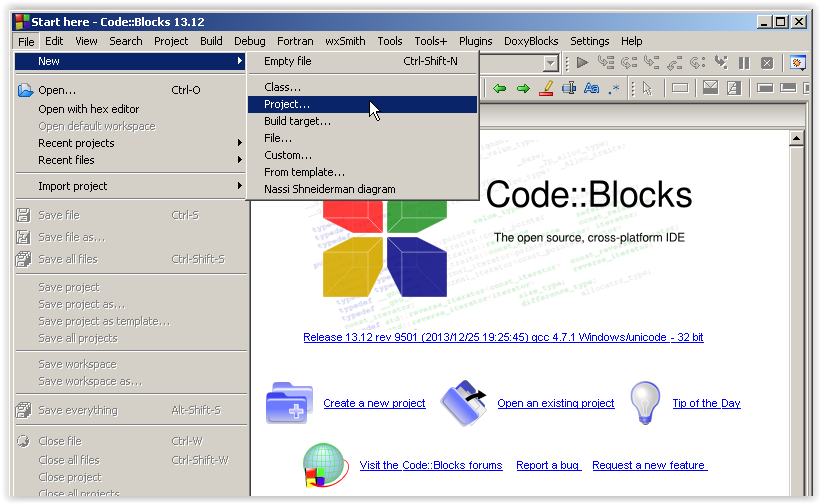 Start here - Code::Blocks 13.12
File Edit View Search Project Build Debug Fortran wxSmith Tools Tools+ Plugins DoxyBlocks Settings Help
New
Empty file Ctrl-Shift-N
Class...
Project...
Build target...
File...
Custom...
From template...
Nassi Shneiderman diagram
Open... Ctrl-O
Open with hex editor
Open default workspace
Recent projects
Recent files
Import project
Save file Ctrl-S
Save file as...
Save all files Ctrl-Shift-S
Save project
Save project as...
Save project as template...
Save all projects
Save workspace
Save workspace as...
Save everything Alt-Shift-S
Close file Ctrl-W
Close all files Ctrl-Shift-W
Close project
Close all projects
Code::Blocks
The open source, cross-platform IDE
Release 13.12 rev 9501 (2013/12/25 19:25:45) gcc 4.7.1 Windows/unicode - 32 bit
Create a new project Open an existing project Tip of the Day
Visit the Code::Blocks forums Report a bug Request a new feature